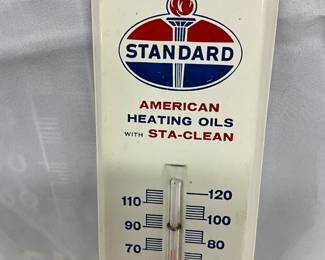 STANDARD
AMERICAN
HEATING OILS
WITH STA-CLEAN
120
110
100
90
80
70